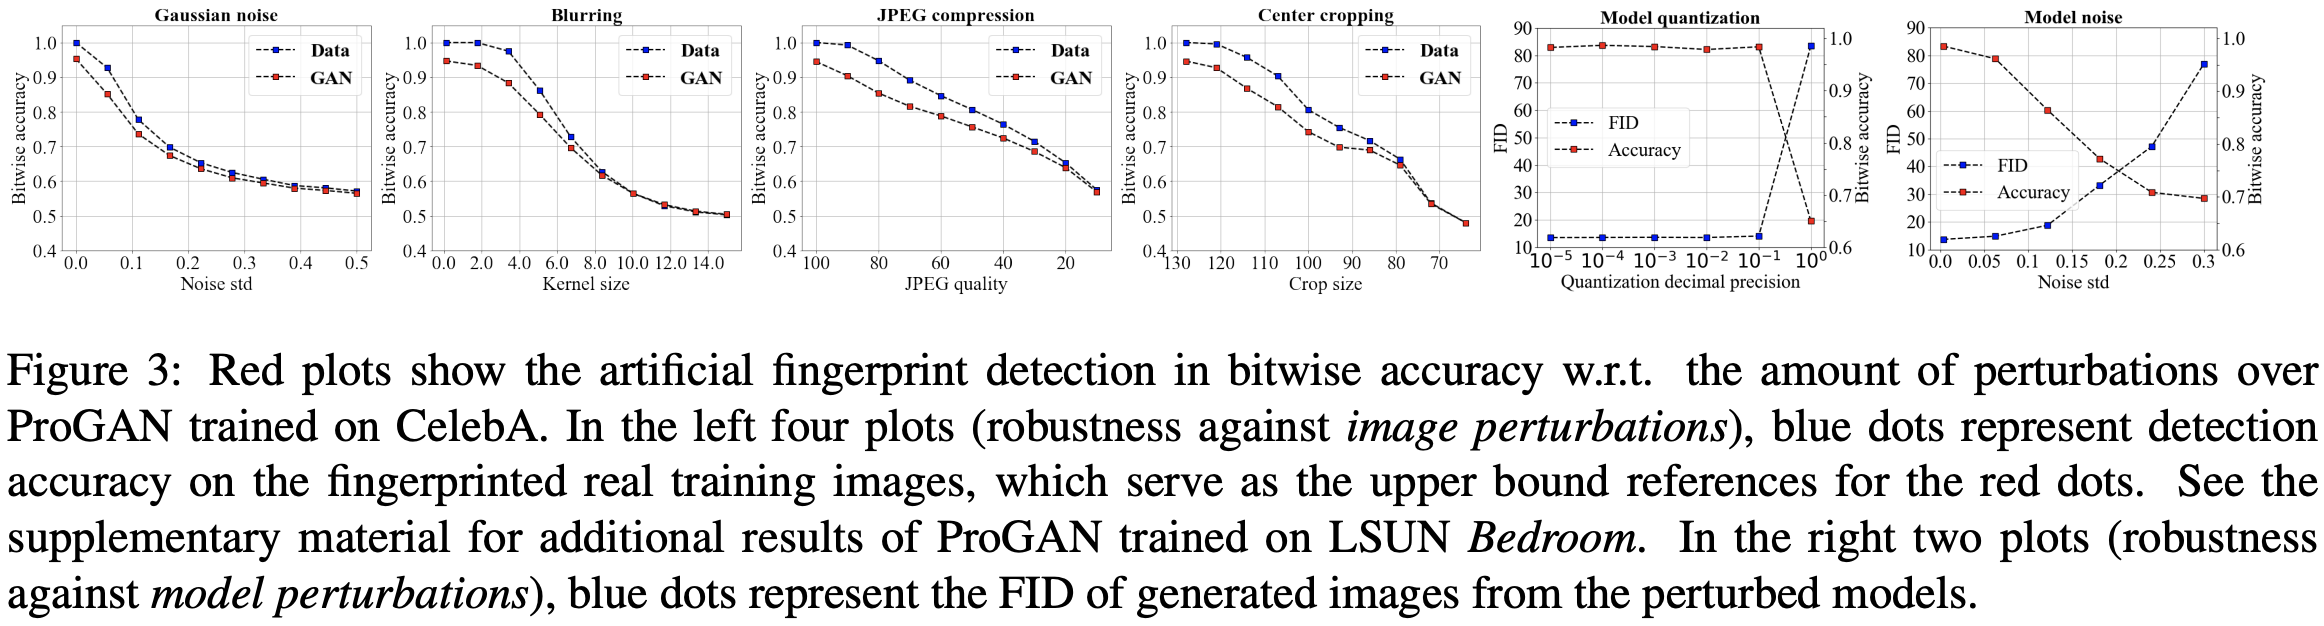 Gaussian noise
Bitwise accuracy
1.0
0.9
0.8
0.7
0.6
0.5
0.4
Data
GAN
0.0 0.1 0.2 0.3 0.4 0.5
Noise std
Blurring
Bitwise accuracy
1.0
0.9
0.8
0.7
0.6
0.5
0.4
Data
GAN
0.0 2.0 4.0 6.0 8.0 10.0 12.0 14.0
Kernel size
JPEG compression
Bitwise accuracy
1.0
0.9
0.8
0.7
0.6
0.5
0.4
Data
GAN
100 80 60 40 20
JPEG quality
Center cropping
Bitwise accuracy
1.0
0.9
0.8
0.7
0.6
0.5
0.4
Data
GAN
130 120 110 100 90 80 70
Crop size
Model quantization
FID
90
80
70
60
50
40
30
20
10
FID
Accuracy
1.0
0.9
0.8
0.7
0.6
Bitwise accuracy
10⁻⁵ 10⁻⁴ 10⁻³ 10⁻² 10⁻¹ 10⁰
Quantization decimal precision
Model noise
FID
90
80
70
60
50
40
30
20
10
FID
Accuracy
1.0
0.9
0.8
0.7
0.6
Bitwise accuracy
0.0 0.05 0.1 0.15 0.2 0.25 0.3
Noise std
Figure 3: Red plots show the artificial fingerprint detection in bitwise accuracy w.r.t. the amount of perturbations over
ProGAN trained on CelebA. In the left four plots (robustness against image perturbations), blue dots represent detection
accuracy on the fingerprinted real training images, which serve as the upper bound references for the red dots. See the
supplementary material for additional results of ProGAN trained on LSUN Bedroom. In the right two plots (robustness
against model perturbations), blue dots represent the FID of generated images from the perturbed models.